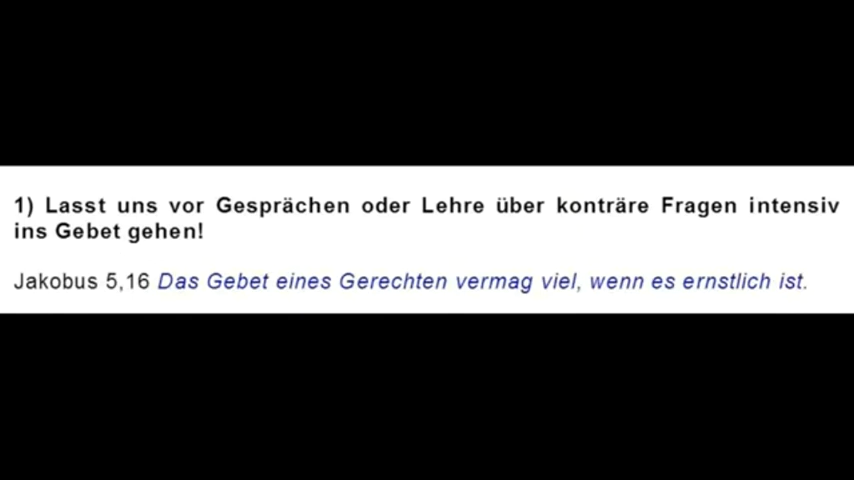 1) Lasst uns vor Gesprächen oder Lehre über konträre Fragen intensiv
ins Gebet gehen!
Jakobus 5,16 Das Gebet eines Gerechten vermag viel, wenn es ernstlich ist.